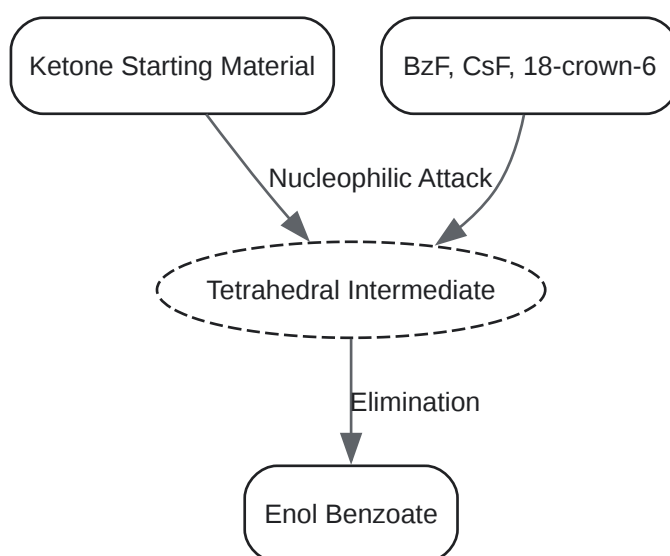 Ketone Starting Material
BzF, CsF, 18-crown-6
Nucleophilic Attack
Tetrahedral Intermediate
Elimination
Enol Benzoate